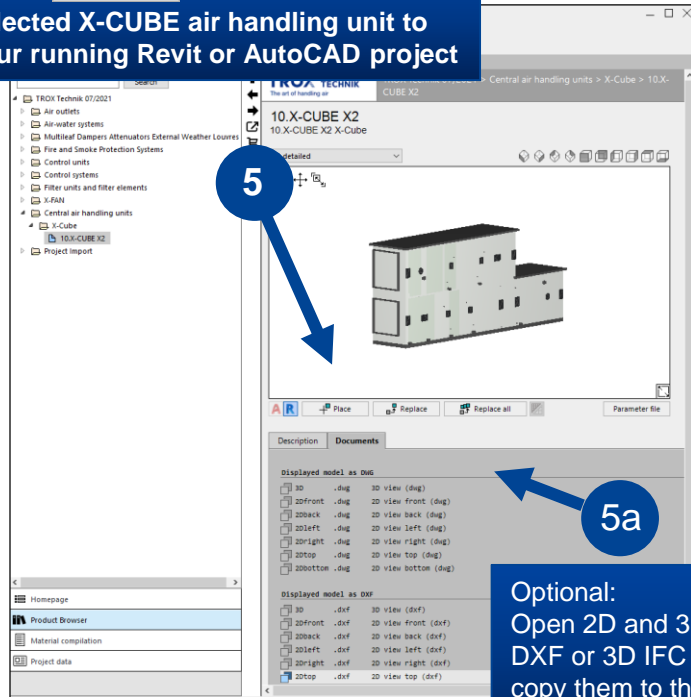 lected X-CUBE air handling unit to
ur running Revit or AutoCAD project
Search
TROX Technik 07/2021
Air outlets
Air-water systems
Multileaf Dampers Attenuators External Weather Louvres
Fire and Smoke Protection Systems
Control units
Control systems
Filter units and filter elements
X-FAN
Central air handling units
X-Cube
10.X-CUBE X2
Project Import
Homepage
Product Browser
Material compilation
Project data
TROX TECHNIK
The art of handling air
> Central air handling units > X-Cube > 10.X-
CUBE X2
10.X-CUBE X2
10.X-CUBE X2 X-Cube
detailed
5
A R Place Replace Replace all Parameter file
Description Documents
Displayed model as DWG
3D .dwg 3D view (dwg)
2Dfront .dwg 2D view front (dwg)
2Dback .dwg 2D view back (dwg)
2Dleft .dwg 2D view left (dwg)
2Dright .dwg 2D view right (dwg)
2Dtop .dwg 2D view top (dwg)
2Dbottom .dwg 2D view bottom (dwg)
Displayed model as DXF
3D .dxf 3D view (dxf)
2Dfront .dxf 2D view front (dxf)
2Dback .dxf 2D view back (dxf)
2Dleft .dxf 2D view left (dxf)
2Dright .dxf 2D view right (dxf)
2Dtop .dxf 2D view top (dxf)
5a
Optional:
Open 2D and 3
DXF or 3D IFC
copy them to th